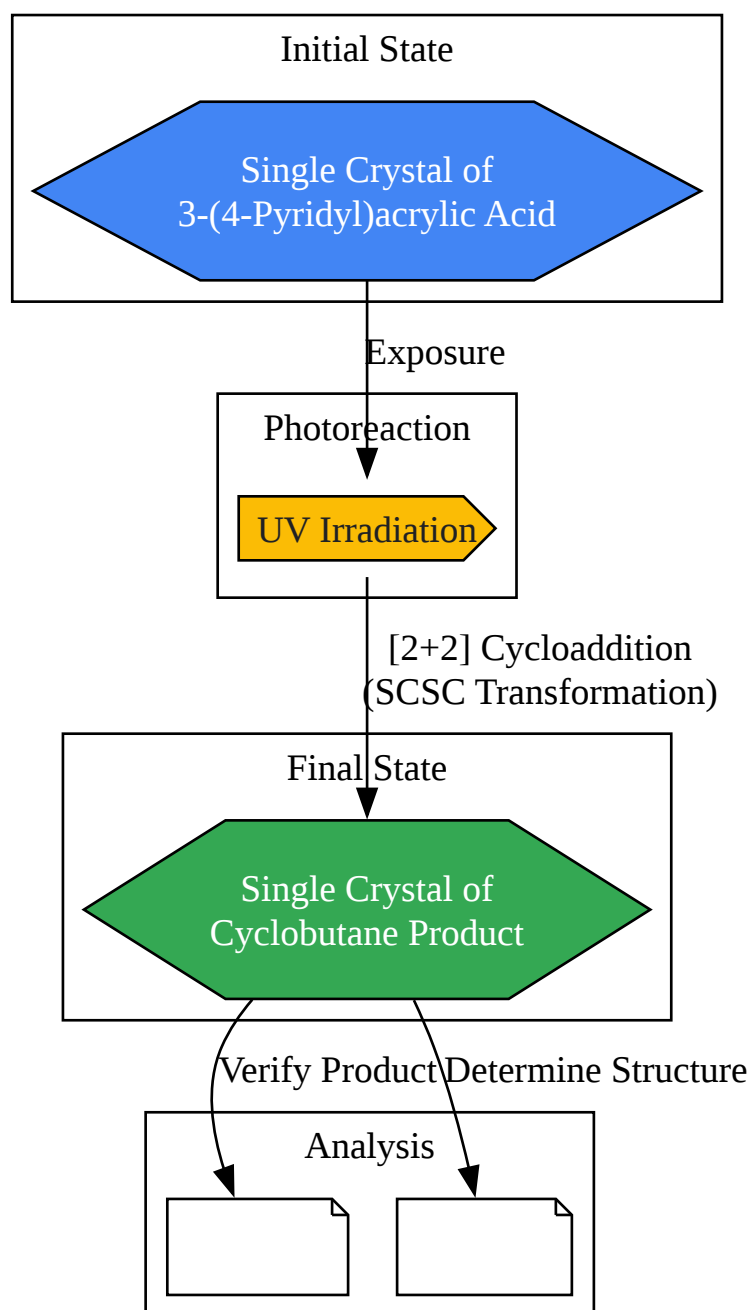 Initial State
Single Crystal of
3-(4-Pyridyl)acrylic Acid
Exposure
Photoreaction
UV Irradiation
[2+2] Cycloaddition
(SCSC Transformation)
Final State
Single Crystal of
Cyclobutane Product
Verify Product
Determine Structure
Analysis